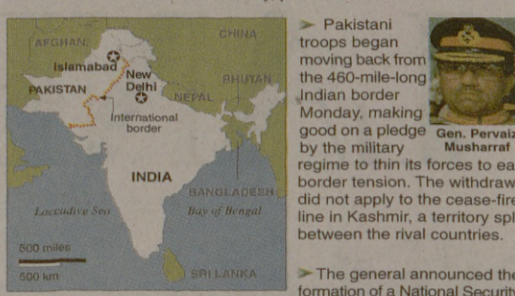 AFGHAN.
CHINA
Islamabad
New
Delhi
PAKISTAN
NEPAL
BHUTAN
International
border
INDIA
BANGLADESH
Laccadive Sea
Bay of Bengal
500 miles
500 km
SRI LANKA
➤ Pakistani
troops began
moving back from
the 460-mile-long
Indian border
Monday, making
good on a pledge
by the military
Gen. Pervaiz
Musharraf
regime to thin its forces to ea
border tension. The withdraw
did not apply to the cease-fire
line in Kashmir, a territory spl
between the rival countries.
➤ The general announced the
formation of a National Security